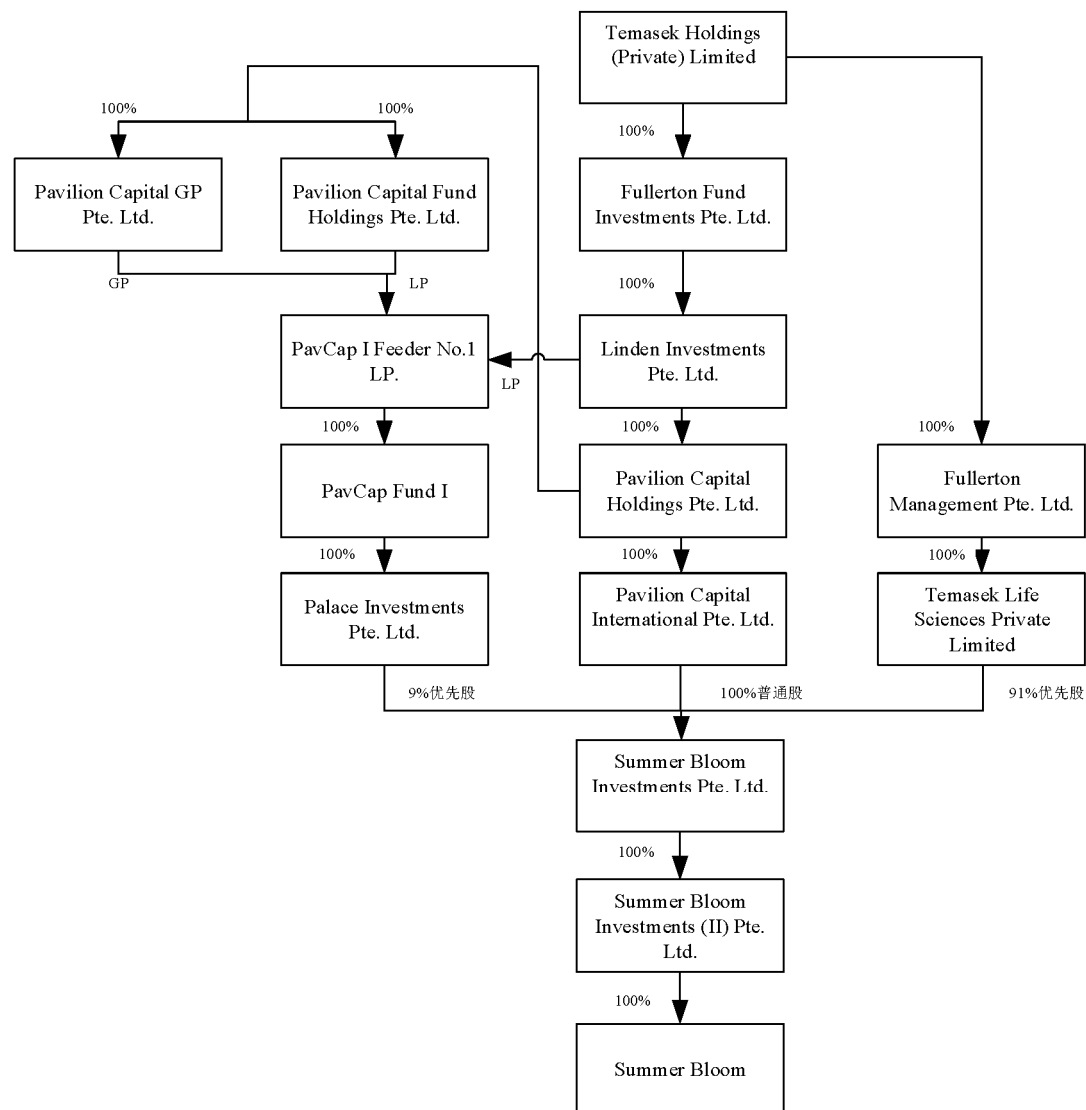 Temasek Holdings
(Private) Limited
100%
100%
100%
Pavilion Capital GP
Pte. Ltd.
Pavilion Capital Fund
Holdings Pte. Ltd.
Fullerton Fund
Investments Pte. Ltd.
GP
LP
100%
PavCap I Feeder No.1
LP.
LP
Linden Investments
Pte. Ltd.
100%
100%
100%
PavCap Fund I
Pavilion Capital
Holdings Pte. Ltd.
Fullerton
Management Pte. Ltd.
100%
100%
100%
Palace Investments
Pte. Ltd.
Pavilion Capital
International Pte. Ltd.
Temasek Life
Sciences Private
Limited
9%优先股
100%普通股
91%优先股
Summer Bloom
Investments Pte. Ltd.
100%
Summer Bloom
Investments (II) Pte.
Ltd.
100%
Summer Bloom